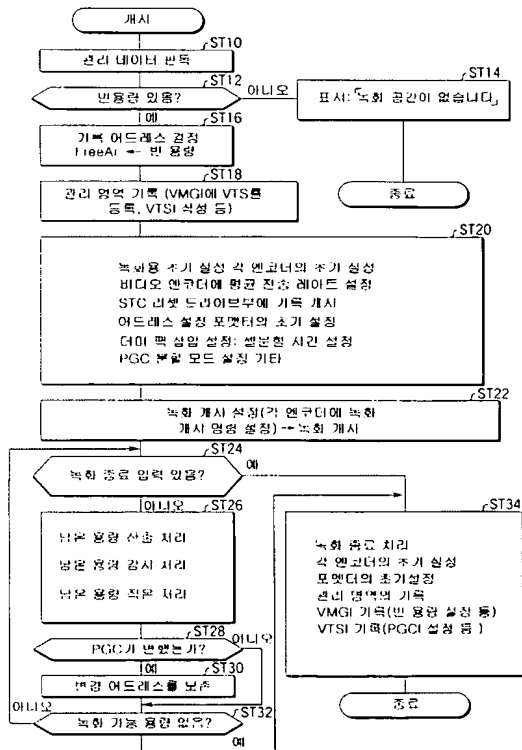 개시
ST10
관리 데이터 판독
ST12
빈용량 있음?
아니오
ST14
표시:「녹화 공간이 없습니다」
종료
예
ST16
기록 어드레스 결정
FreeAr ← 빈 용량
ST18
관리 영역 기록 (VMGI에 VTS를
등록, VTSI 작성 등)
ST20
녹화용 초기 설정 각 엔코더의 초기 설정
비디오 엔코더에 평균 전송 레이트 설정
STC 리셋 드라이브부에 기록 개시
어드레스 설정 포맷터의 초기 설정
더미 팩 삽입 설정: 셀분할 시간 설정
PGC 분할 모드 설정 기타
ST22
녹화 개시 설정(각 엔코더에 녹화
개시 명령 설정) → 녹화 개시
ST24
녹화 종료 입력 있음?
예
아니오
ST26
남은 용량 산출 처리
남은 용량 감시 처리
남은 용량 적은 처리
ST28
PGC가 변했는가?
아니오
예
ST30
변경 어드레스를 보존
ST32
아니오
녹화 가능 용량 없음?
예
ST34
녹화 종료 처리
각 엔코더의 초기 설정
포맷터의 초기설정
관리 영역의 기록
VMGI 기록(빈 용량 설정 등)
VTSI 기록(PGCI 설정 등 )
종료